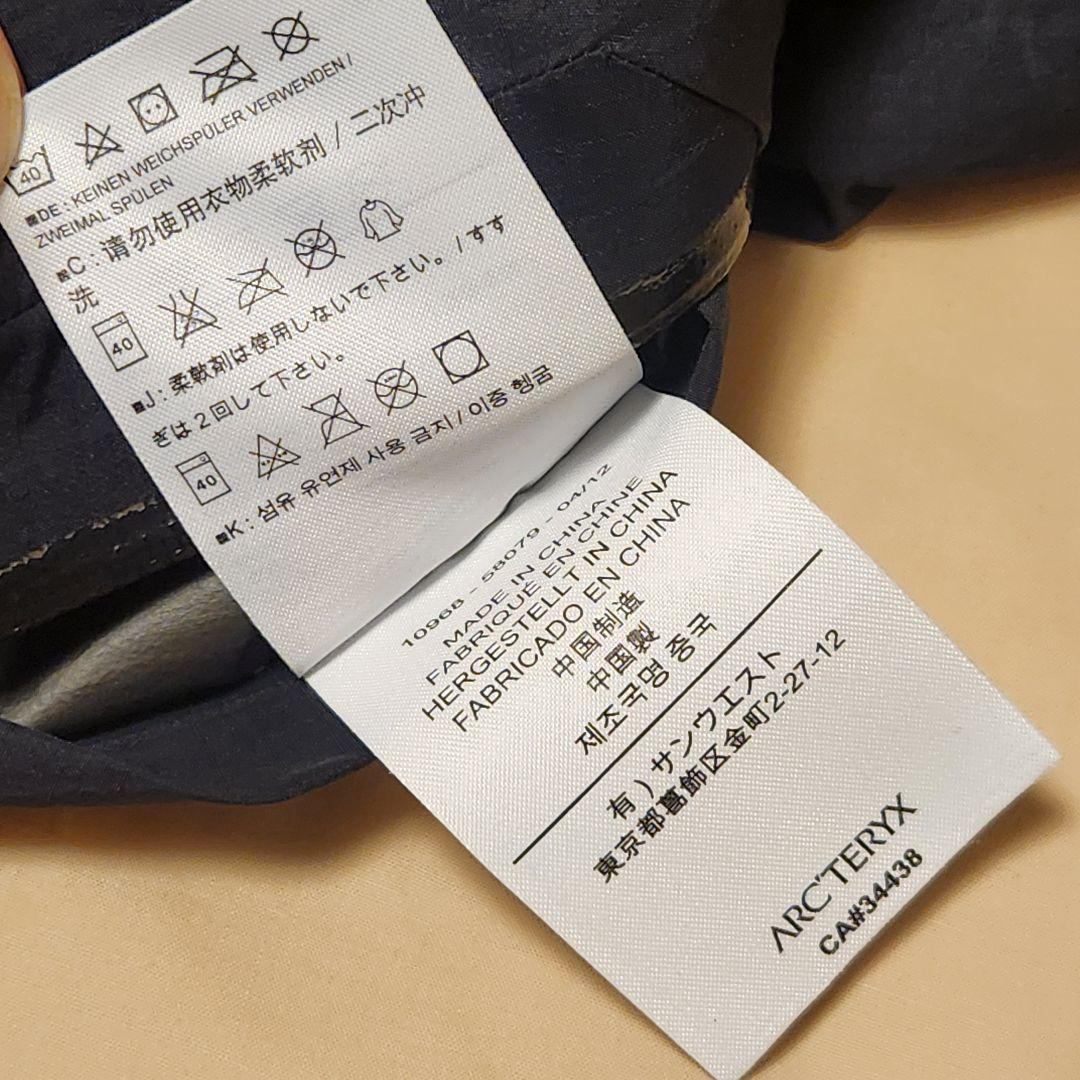 40
■DE : KEINEN WEICHSPÜLER VERWENDEN /
ZWEIMAL SPÜLEN
■C : 请勿使用衣物柔软剂 / 二次冲
洗
40
■J : 柔軟剤は使用しないで下さい。 / すす
ぎは2回して下さい。
40
■K : 섬유 유연제 사용 금지 / 이중 헹굼
10968 - 58079 - 04/12
MADE IN CHINA
FABRIQUÉ EN CHINE
HERGESTELLT IN CHINA
FABRICADO EN CHINA
中国制造
中国製
제조국명 중국
有 ) サンウエスト
東京都葛飾区金町2-27-12
ARC'TERYX
CA#34438